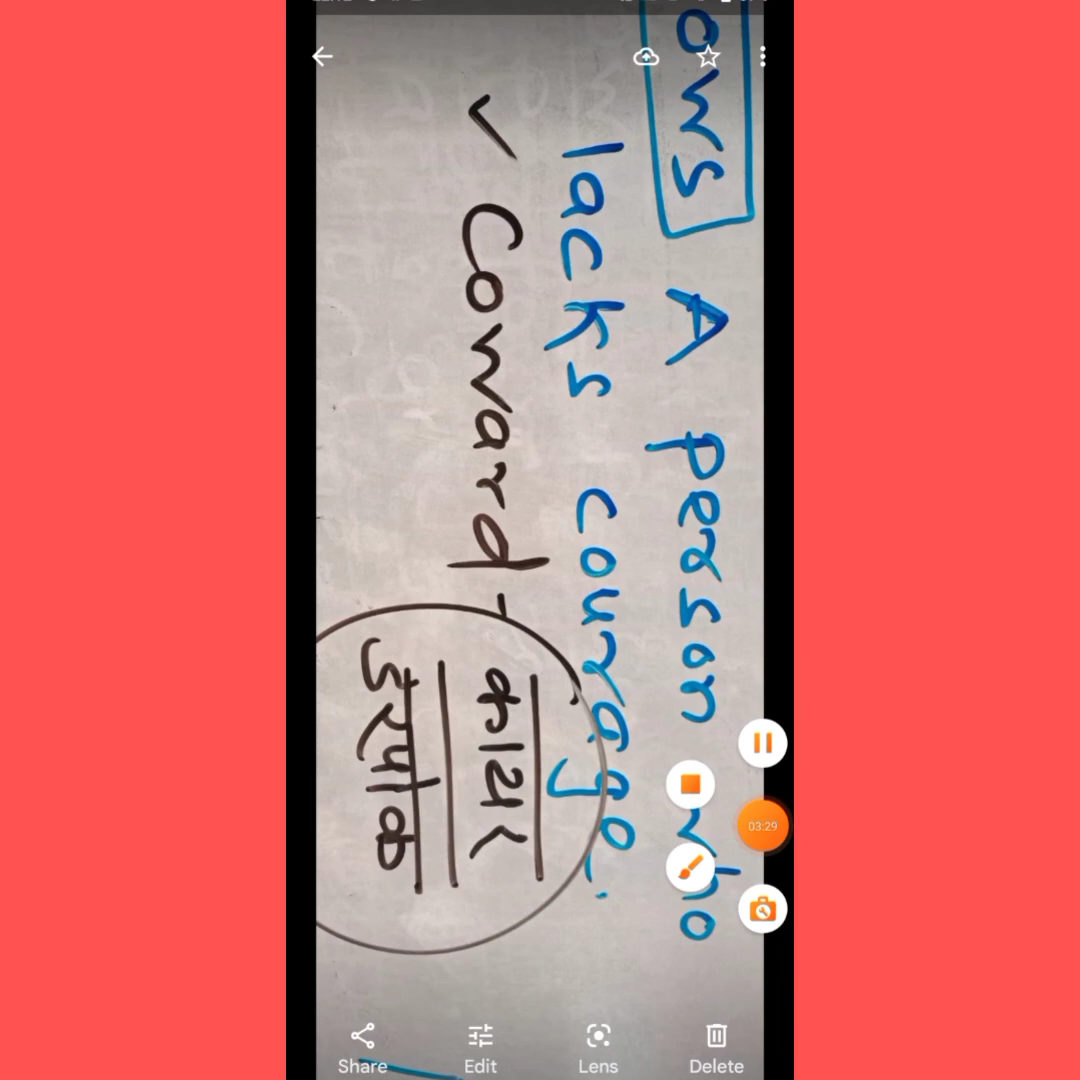 OWS A person who
lacks courage.
✓ Coward - कायर
डरपोक
03:29
Share Edit Lens Delete